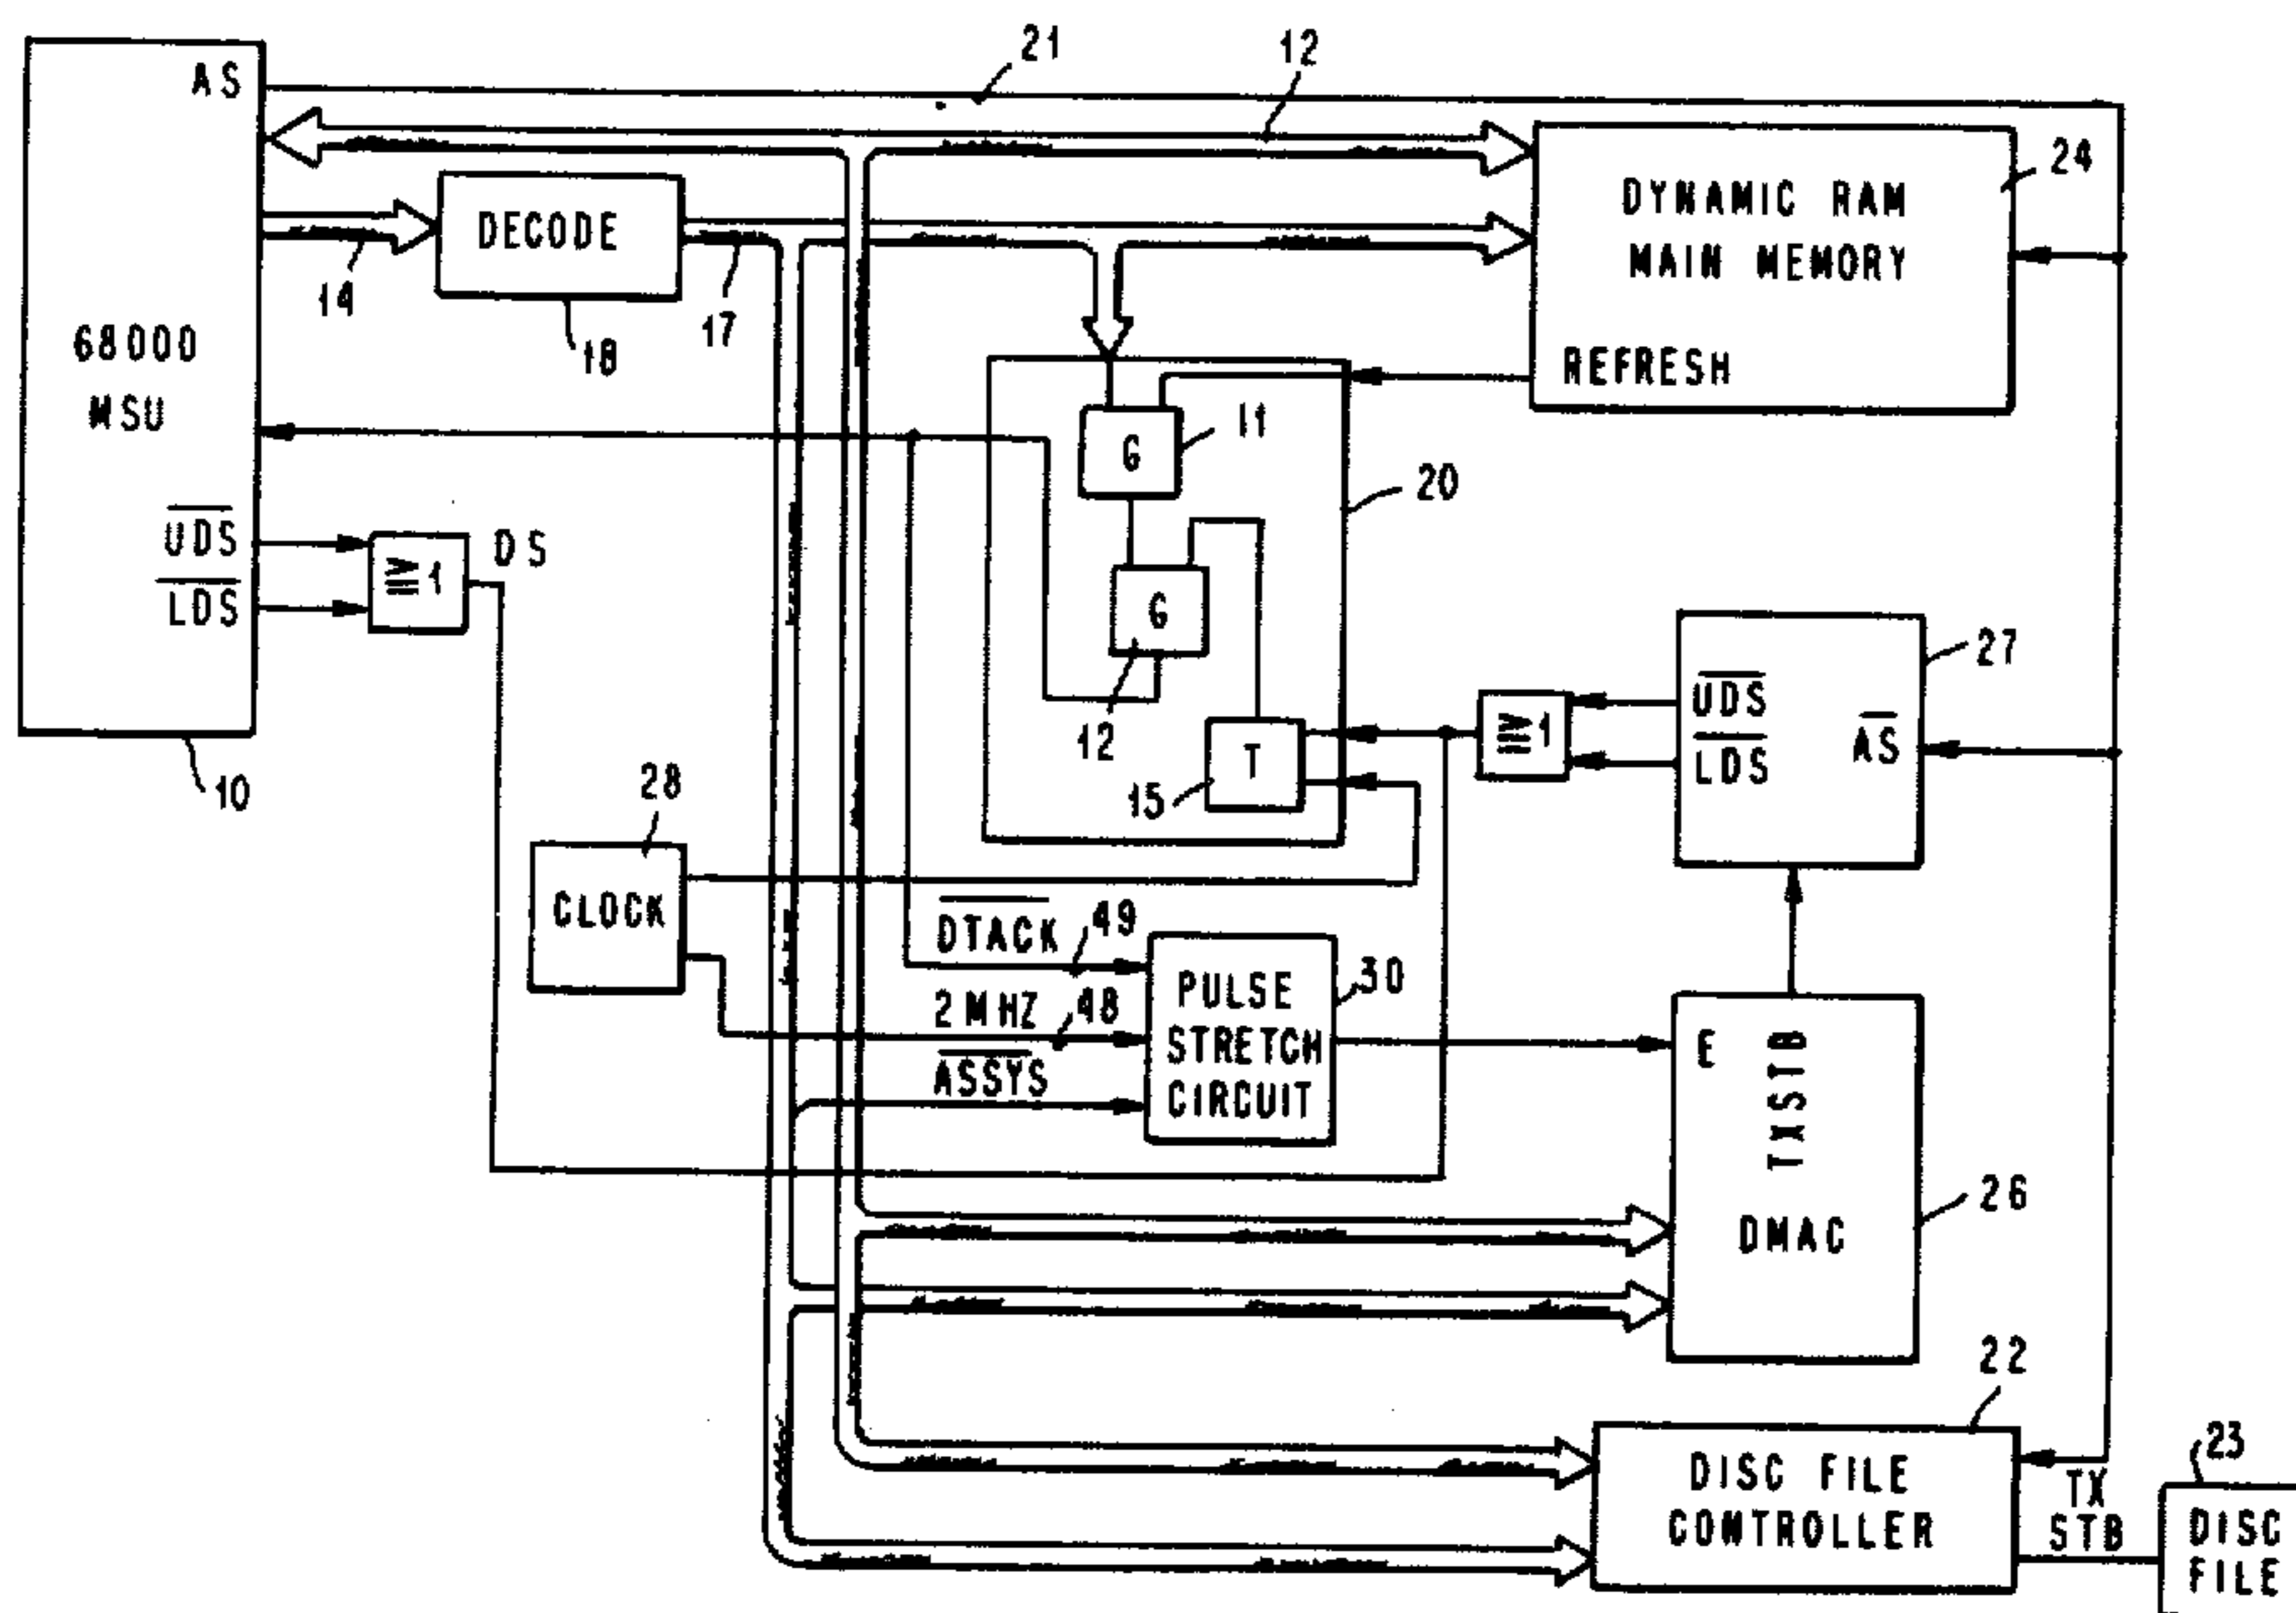 21
12
AS
24
DYNAMIC RAM
MAIN MEMORY
DECODE
14
17
18
68000
MSU
REFRESH
11
G
20
UDS
LDS
≥1
DS
G
12
27
UDS
LDS
AS
≥1
T
15
10
28
CLOCK
DTACK
49
2 MHZ
48
ASSYS
PULSE
STRETCH
CIRCUIT
30
E
TXSTB
DMAC
26
22
DISC FILE
CONTROLLER
TX
STB
23
DISC
FILE